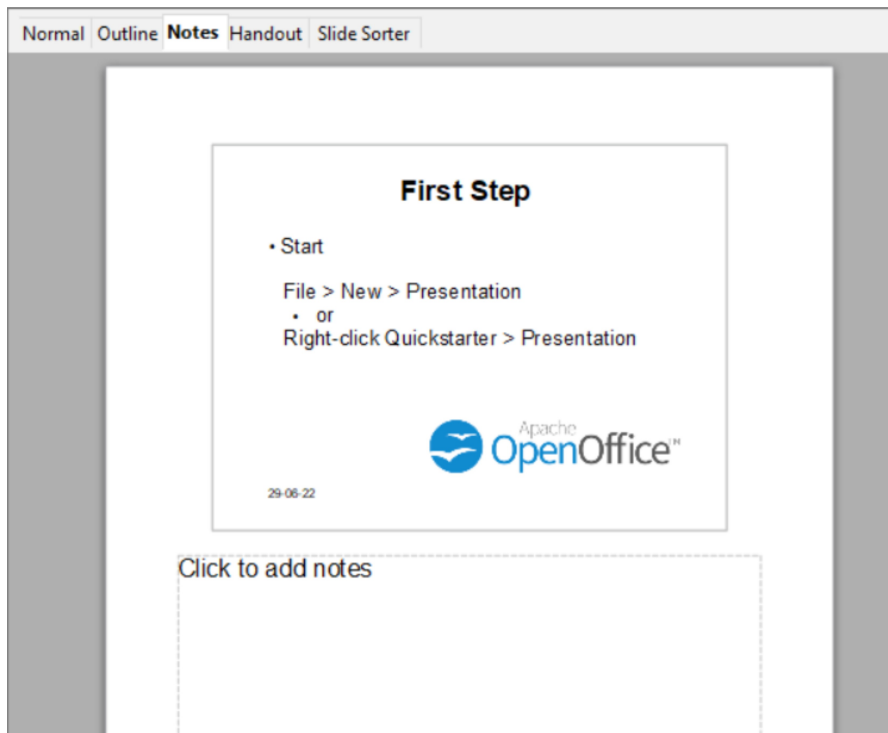 Normal Outline Notes Handout Slide Sorter
First Step
• Start
File > New > Presentation
• or
Right-click Quickstarter > Presentation
Apache
OpenOffice™
29-06-22
Click to add notes